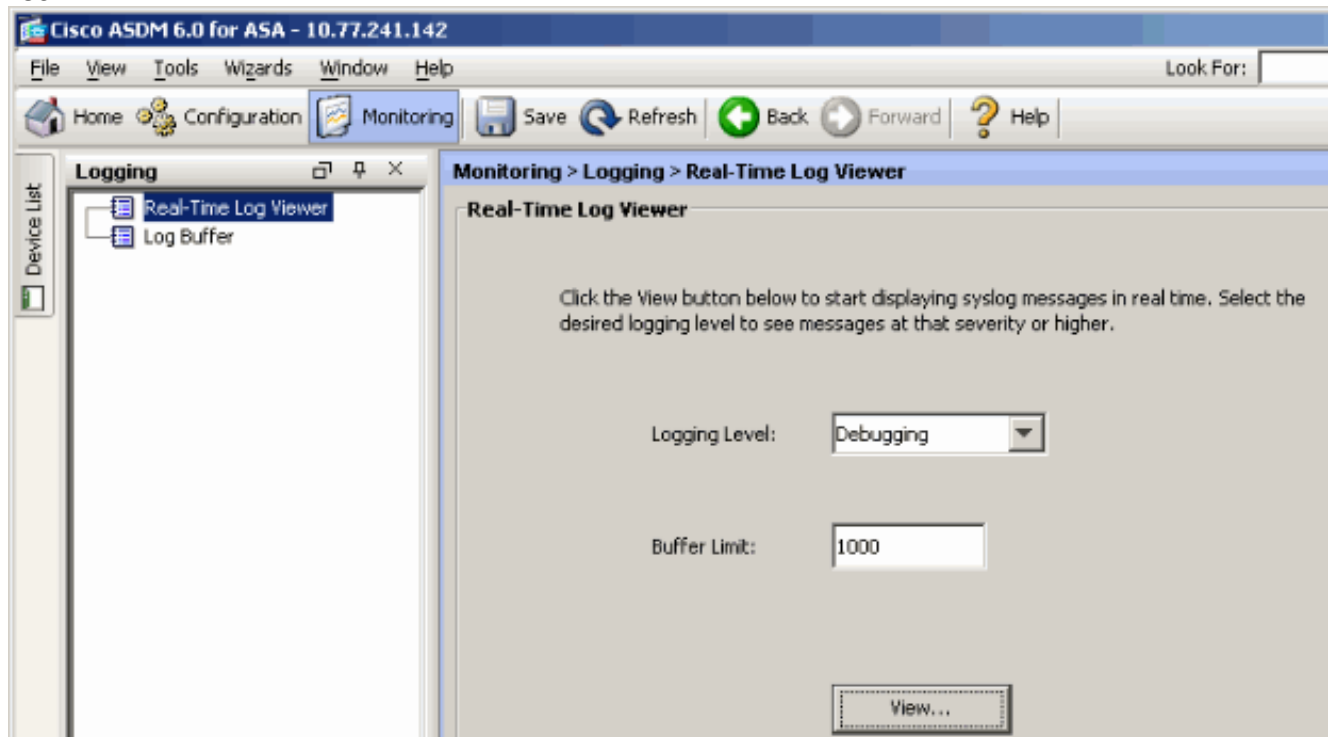 Cisco ASDM 6.0 for ASA - 10.77.241.142
File View Tools Wizards Window Help Look For:
Home Configuration Monitoring Save Refresh Back Forward Help
Device List
Logging
Real-Time Log Viewer
Log Buffer
Monitoring > Logging > Real-Time Log Viewer
Real-Time Log Viewer
Click the View button below to start displaying syslog messages in real time. Select the
desired logging level to see messages at that severity or higher.
Logging Level: Debugging
Buffer Limit: 1000
View...